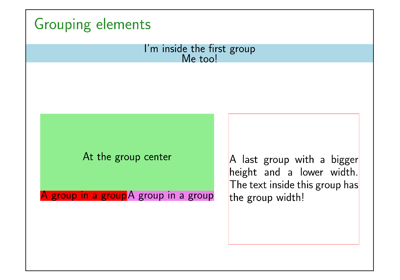 Grouping elements
I'm inside the first group
Me too!
At the group center
A group in a group
A group in a group
A last group with a bigger
height and a lower width.
The text inside this group has
the group width!